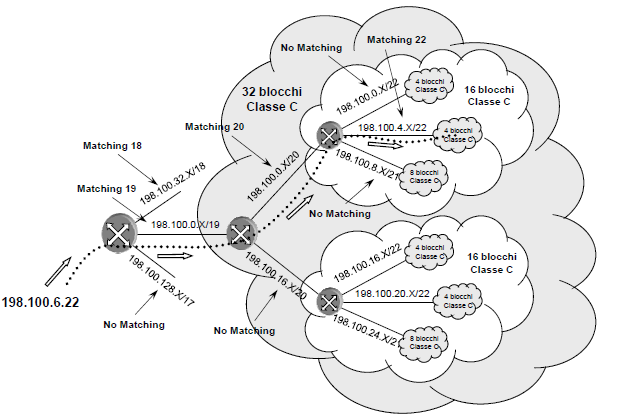 No Matching
Matching 22
32 blocchi
Classe C
198.100.0.X/22
4 blocchi
Classe C
16 blocchi
Classe C
Matching 20
198.100.4.X/22
4 blocchi
Classe C
Matching 18
198.100.0.X/20
198.100.8.X/21
8 blocchi
Classe C
Matching 19
198.100.32.X/18
No Matching
198.100.0.X/19
198.100.128.X/17
198.100.16.X/20
198.100.16.X/22
4 blocchi
Classe C
16 blocchi
Classe C
198.100.6.22
198.100.20.X/22
4 blocchi
Classe C
No Matching
No Matching
198.100.24.X/21
8 blocchi
Classe C